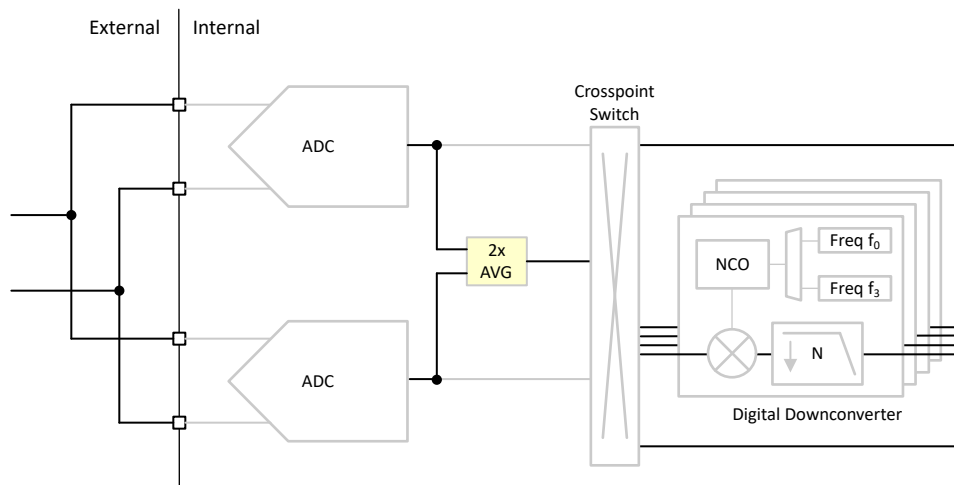 External
Internal
ADC
Crosspoint
Switch
2x
AVG
NCO
Freq f₀
Freq f₃
N
ADC
Digital Downconverter